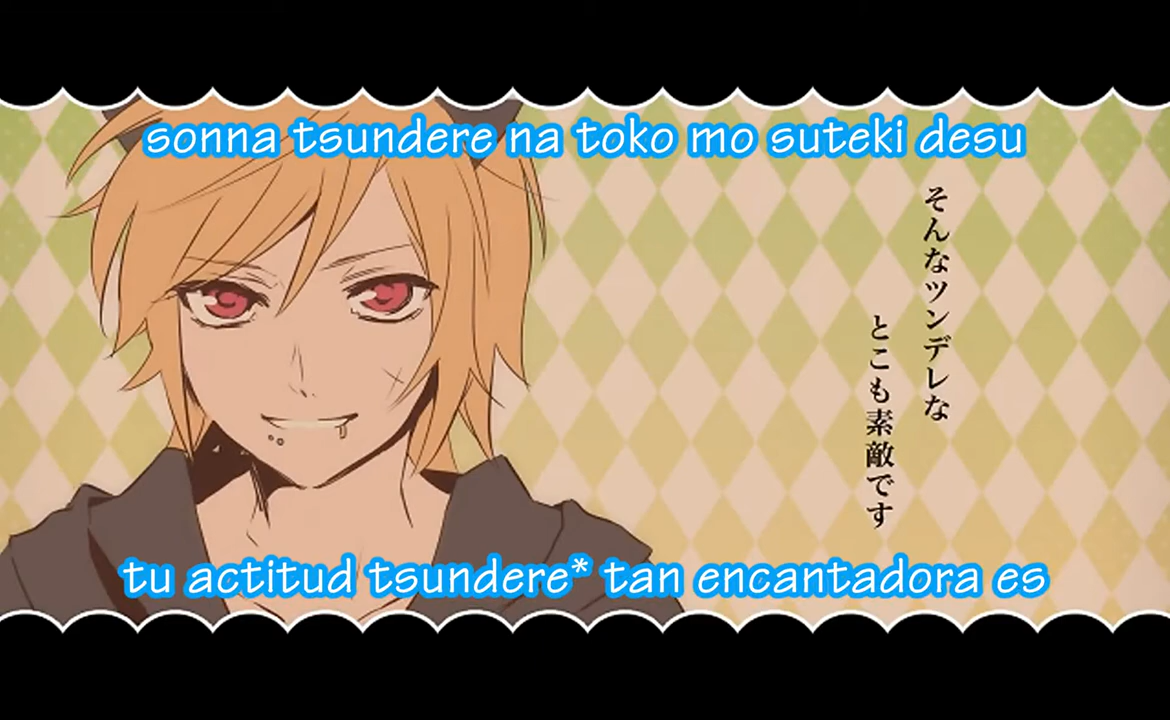 sonna tsundere na toko mo suteki desu
そんなツンデレな
とこも素敵です
tu actitud tsundere* tan encantadora es